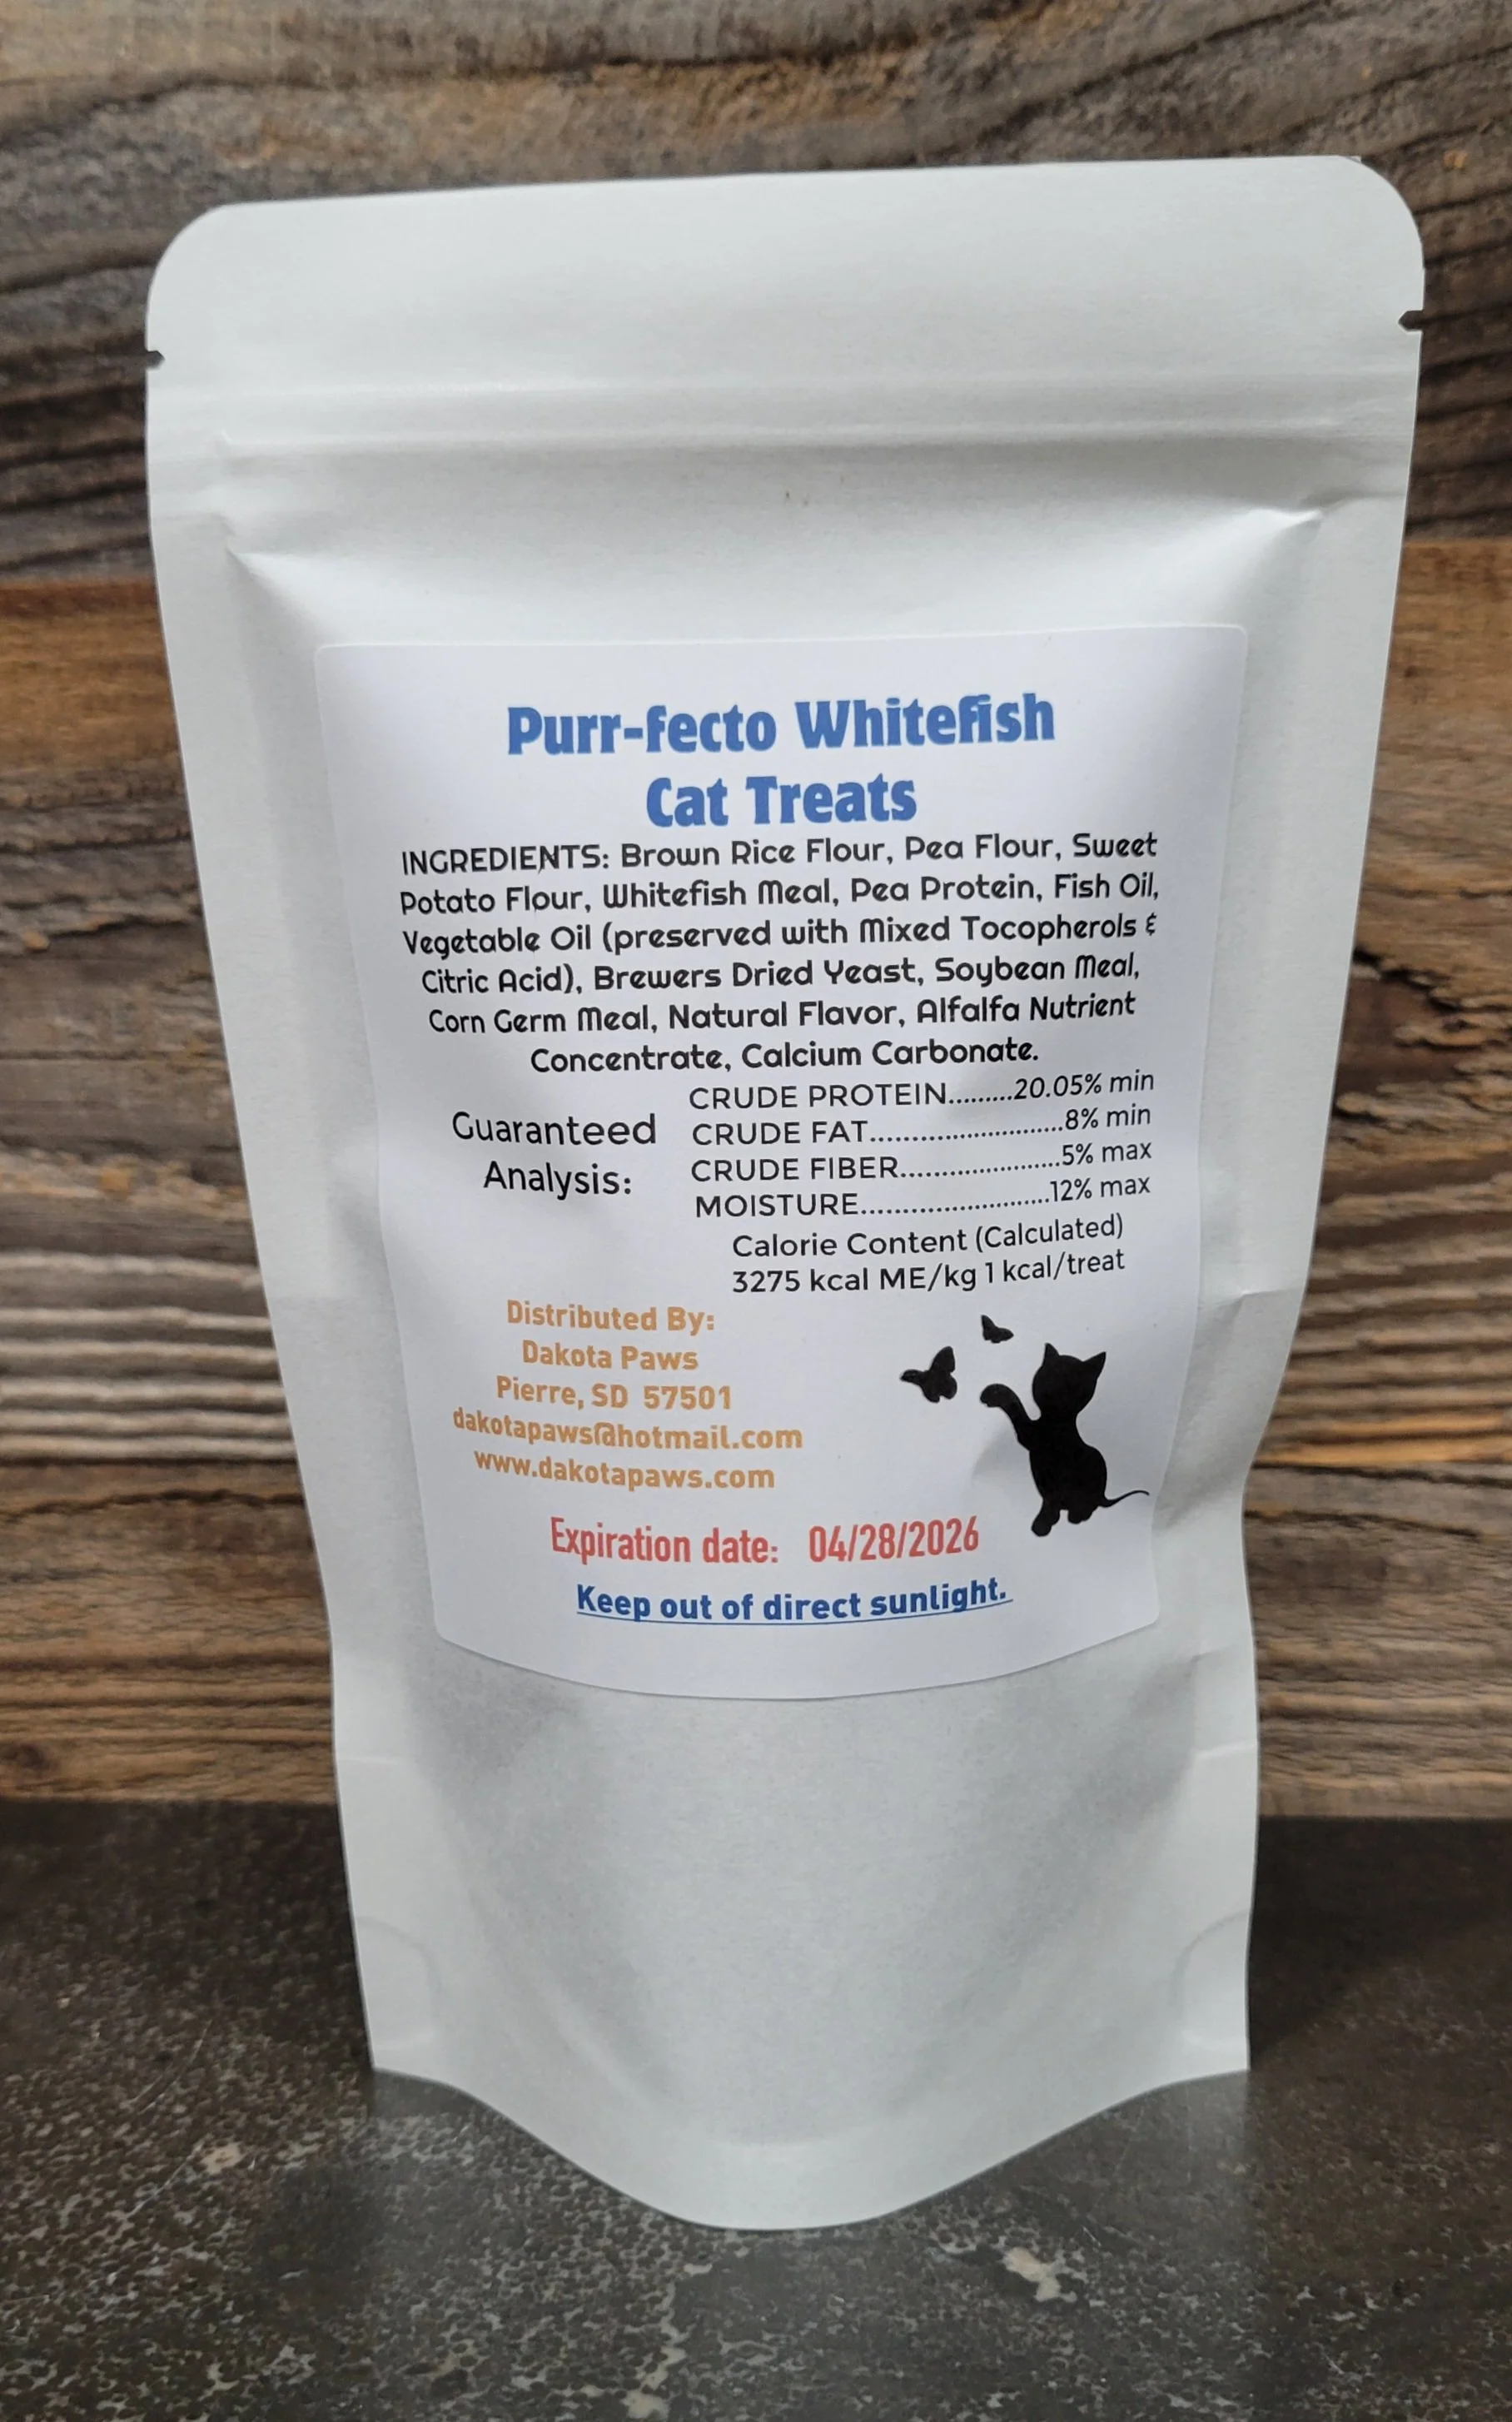 Purr-fecto Whitefish
Cat Treats
INGREDIENTS: Brown Rice Flour, Pea Flour, Sweet
Potato Flour, Whitefish Meal, Pea Protein, Fish Oil,
Vegetable Oil (preserved with Mixed Tocopherols &
Citric Acid), Brewers Dried Yeast, Soybean Meal,
Corn Germ Meal, Natural Flavor, Alfalfa Nutrient
Concentrate, Calcium Carbonate.
Guaranteed
Analysis:
CRUDE PROTEIN.........20.05% min
CRUDE FAT............................8% min
CRUDE FIBER.......................5% max
MOISTURE...........................12% max
Calorie Content (Calculated)
3275 kcal ME/kg 1 kcal/treat
Distributed By:
Dakota Paws
Pierre, SD 57501
dakotapaws@hotmail.com
www.dakotapaws.com
Expiration date: 04/28/2026
Keep out of direct sunlight.